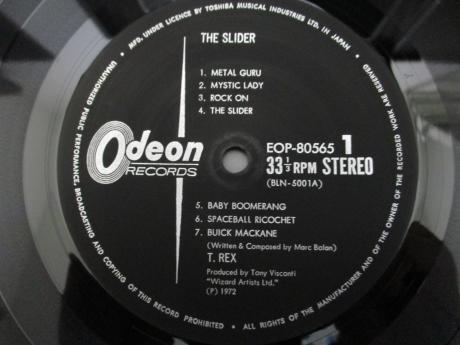 MFD. UNDER LICENCE BY TOSHIBA MUSICAL INDUSTRIES LTD. IN JAPAN •
UNAUTHORIZED PUBLIC PERFORMANCE, BROADCASTING AND COPYING OF THIS RECORD PROHIBITED • ALL RIGHTS OF THE MANUFACTURER AND OF THE OWNER OF THE RECORDED WORK ARE RESERVED
THE SLIDER
1. METAL GURU
2. MYSTIC LADY
3. ROCK ON
4. THE SLIDER
Odeon
RECORDS
EOP-80565 1
33 1/3 RPM STEREO
(BLN-5001A)
5. BABY BOOMERANG
6. SPACEBALL RICOCHET
7. BUICK MACKANE
(Written & Composed by Marc Bolan)
T. REX
Produced by Tony Visconti
"Wizard Artists Ltd."
(P) 1972